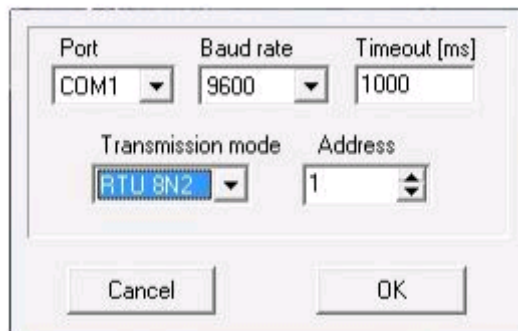 Port Baud rate Timeout [ms]
COM1 9600 1000
Transmission mode Address
RTU 8N2 1
Cancel OK